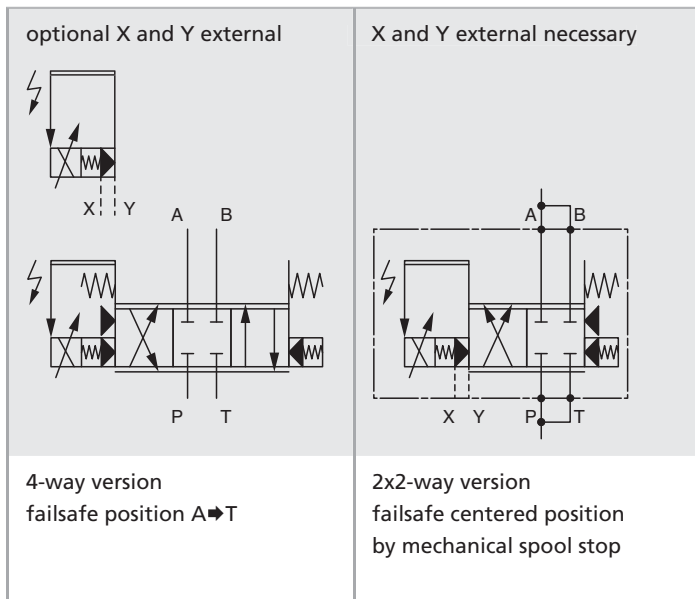 optional X and Y external
X Y
A B
P T
4-way version
failsafe position A➡T
X and Y external necessary
A B
X Y P T
2x2-way version
failsafe centered position
by mechanical spool stop